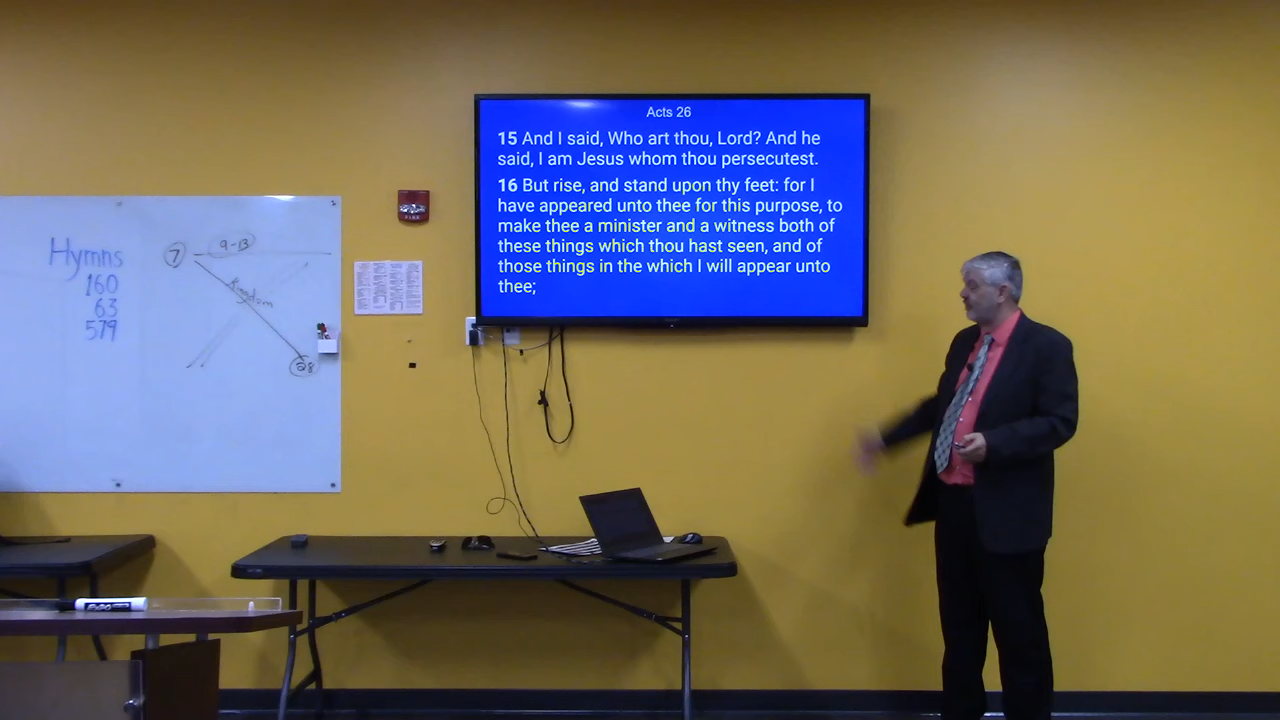 Acts 26
15 And I said, Who art thou, Lord? And he
said, I am Jesus whom thou persecutest.
16 But rise, and stand upon thy feet: for I
have appeared unto thee for this purpose, to
make thee a minister and a witness both of
these things which thou hast seen, and of
those things in the which I will appear unto
thee;
Hymns
160
63
579
7
9-13
Kingdom
28
FIRE
EXPO